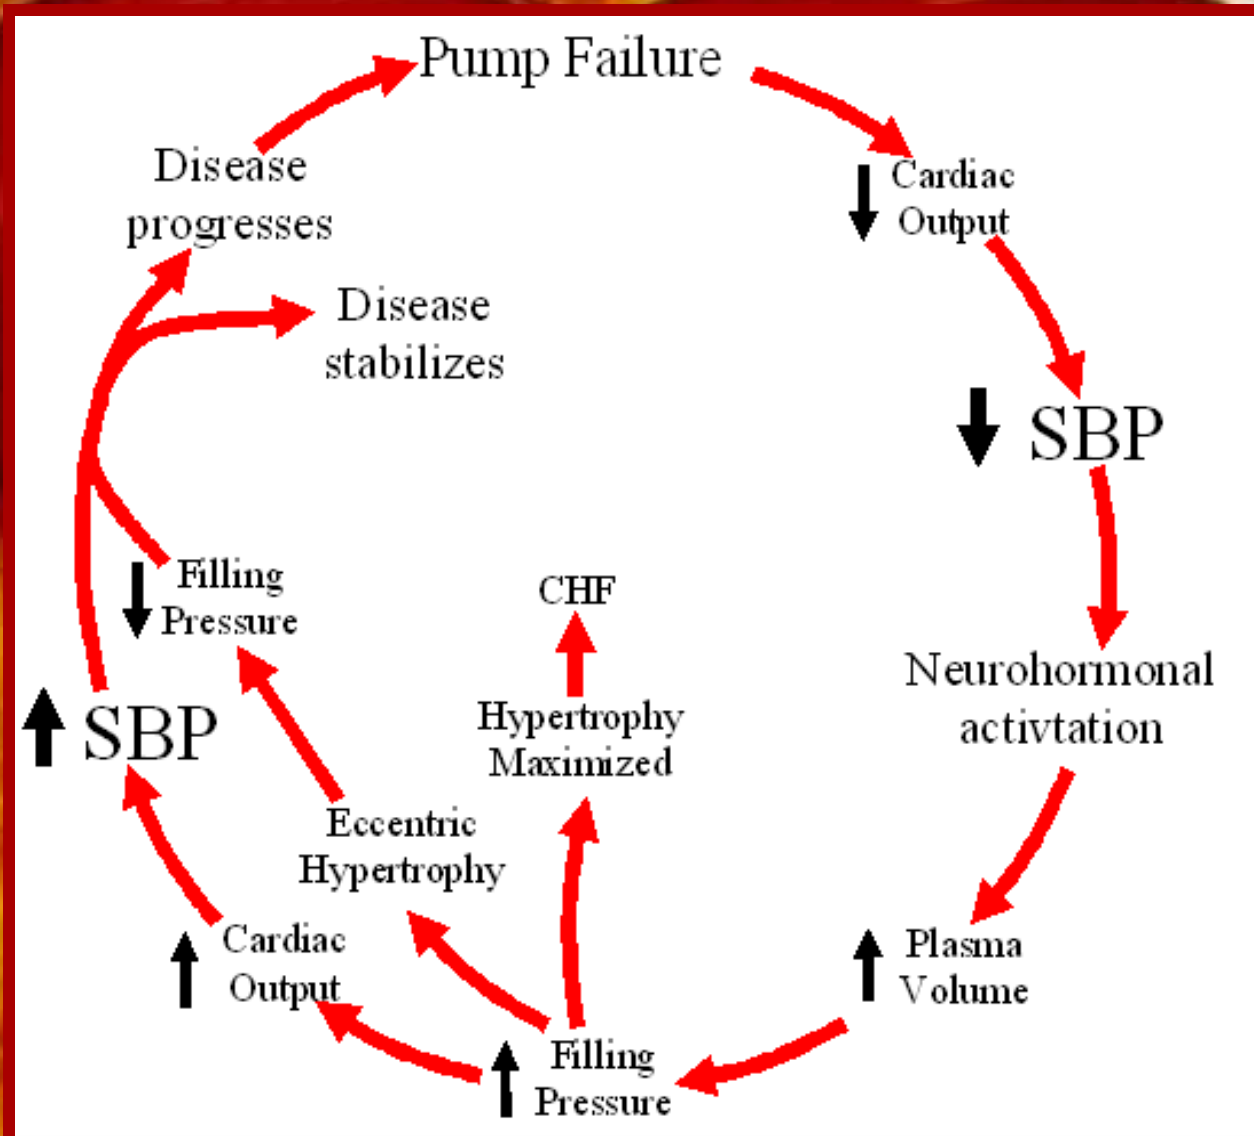 Pump Failure
Cardiac
Output
SBP
Neurohormonal
activtation
Plasma
Volume
Filling
Pressure
Cardiac
Output
SBP
Eccentric
Hypertrophy
Filling
Pressure
Hypertrophy
Maximized
CHF
Disease
stabilizes
Disease
progresses